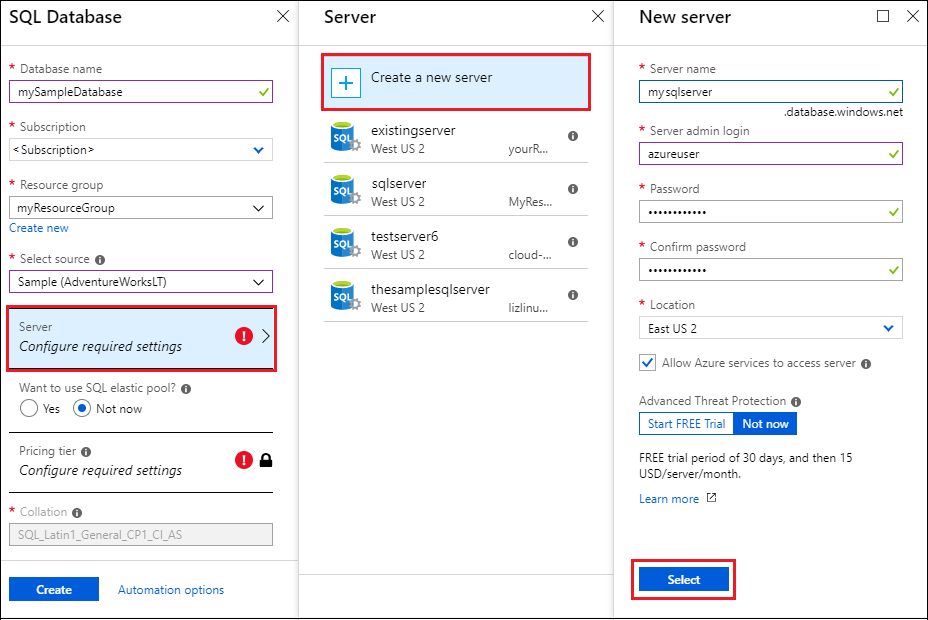 SQL Database
* Database name
mySampleDatabase
* Subscription
<Subscription>
* Resource group
myResourceGroup
Create new
* Select source
Sample (AdventureWorksLT)
Server
Configure required settings
Want to use SQL elastic pool?
Yes Not now
Pricing tier
Configure required settings
* Collation
SQL_Latin1_General_CP1_CI_AS
Create Automation options
Server
Create a new server
SQL
existingserver
West US 2 yourR...
SQL
sqlserver
West US 2 MyRes...
SQL
testserver6
West US 2 cloud-...
SQL
thesamplesqlserver
West US 2 lizlinu...
New server
* Server name
mysqlserver
.database.windows.net
* Server admin login
azureuser
* Password
••••••••••••
* Confirm password
••••••••••••
* Location
East US 2
Allow Azure services to access server
Advanced Threat Protection
Start FREE Trial Not now
FREE trial period of 30 days, and then 15
USD/server/month.
Learn more
Select